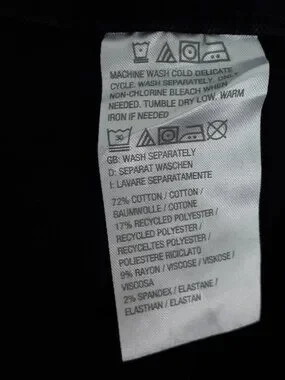 MACHINE WASH COLD DELICATE
CYCLE. WASH SEPARATELY. ONLY
NON-CHLORINE BLEACH WHEN
NEEDED. TUMBLE DRY LOW. WARM
IRON IF NEEDED
30
GB: WASH SEPARATELY
D: SEPARAT WASCHEN
I: LAVARE SEPARATAMENTE
72% COTTON / COTTON /
BAUMWOLLE / COTONE
17% RECYCLED POLYESTER /
RECYCLED POLYESTER /
RECYCELTES POLYESTER /
POLIESTERE RICICLATO
9% RAYON / VISCOSE / VISKOSE /
VISCOSA
2% SPANDEX / ELASTANE /
ELASTHAN / ELASTAN